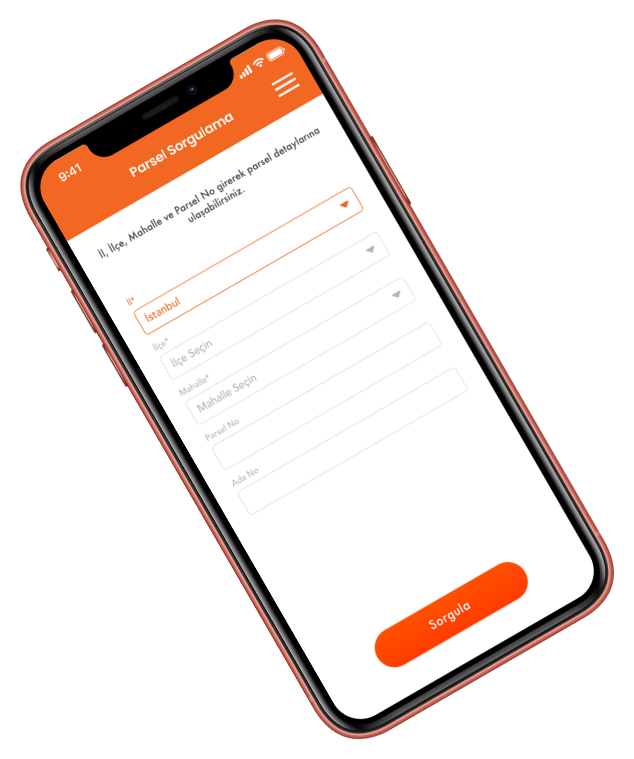 9:41
Parsel Sorgulama
İl, İlçe, Mahalle ve Parsel No girerek parsel detaylarına
ulaşabilirsiniz.
İl*
İstanbul
İlçe*
İlçe Seçin
Mahalle*
Mahalle Seçin
Parsel No
Ada No
Sorgula